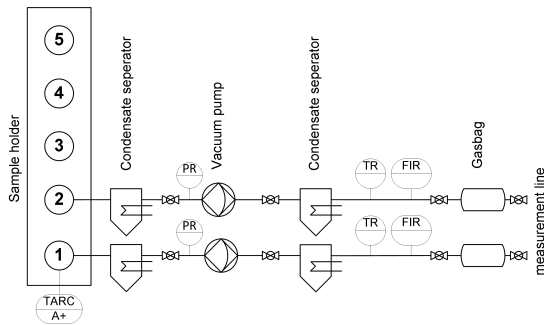 Sample holder
5
4
3
2
1
TARC
A+
Condensate seperator
PR
PR
Vacuum pump
Condensate seperator
TR
FIR
TR
FIR
Gasbag
measurement line